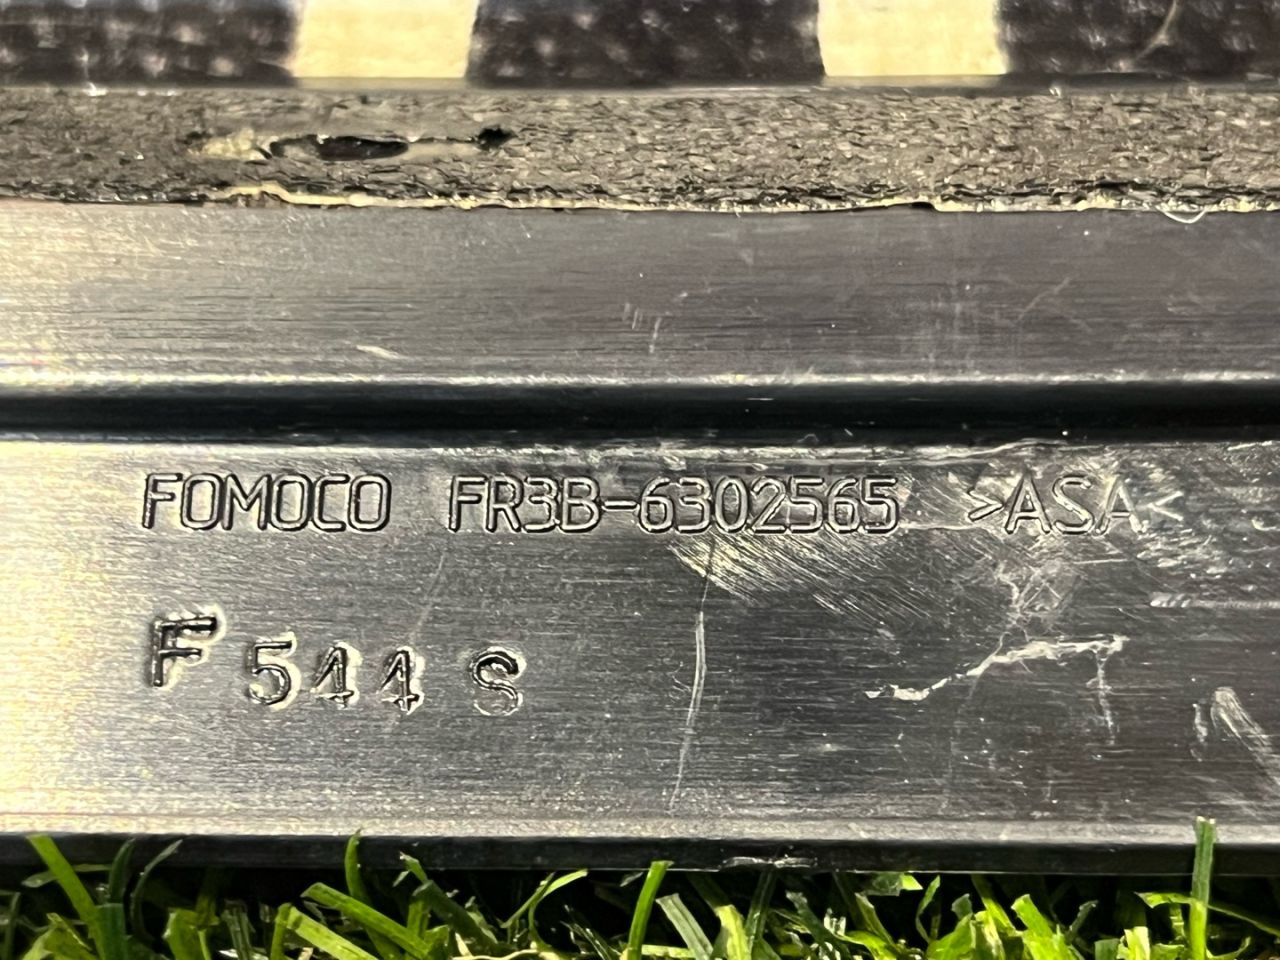 FOMOCO FR3B-6302565 >ASA<
F 544 S